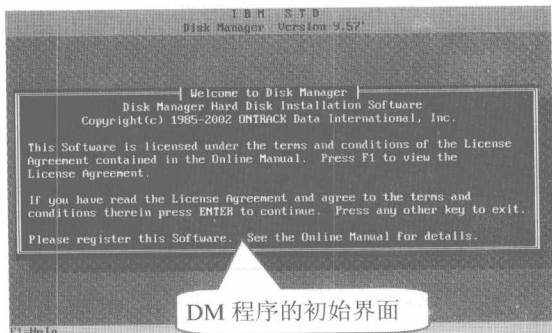 IBM STD
Disk Manager Version 9.57'
Welcome to Disk Manager
Disk Manager Hard Disk Installation Software
Copyright(c) 1985-2002 ONTRACK Data International, Inc.
This Software is licensed under the terms and conditions of the License
Agreement contained in the Online Manual. Press F1 to view the
License Agreement.
If you have read the License Agreement and agree to the terms and
conditions therein press ENTER to continue. Press any other key to exit.
Please register this Software. See the Online Manual for details.
DM 程序的初始界面
F1=Help